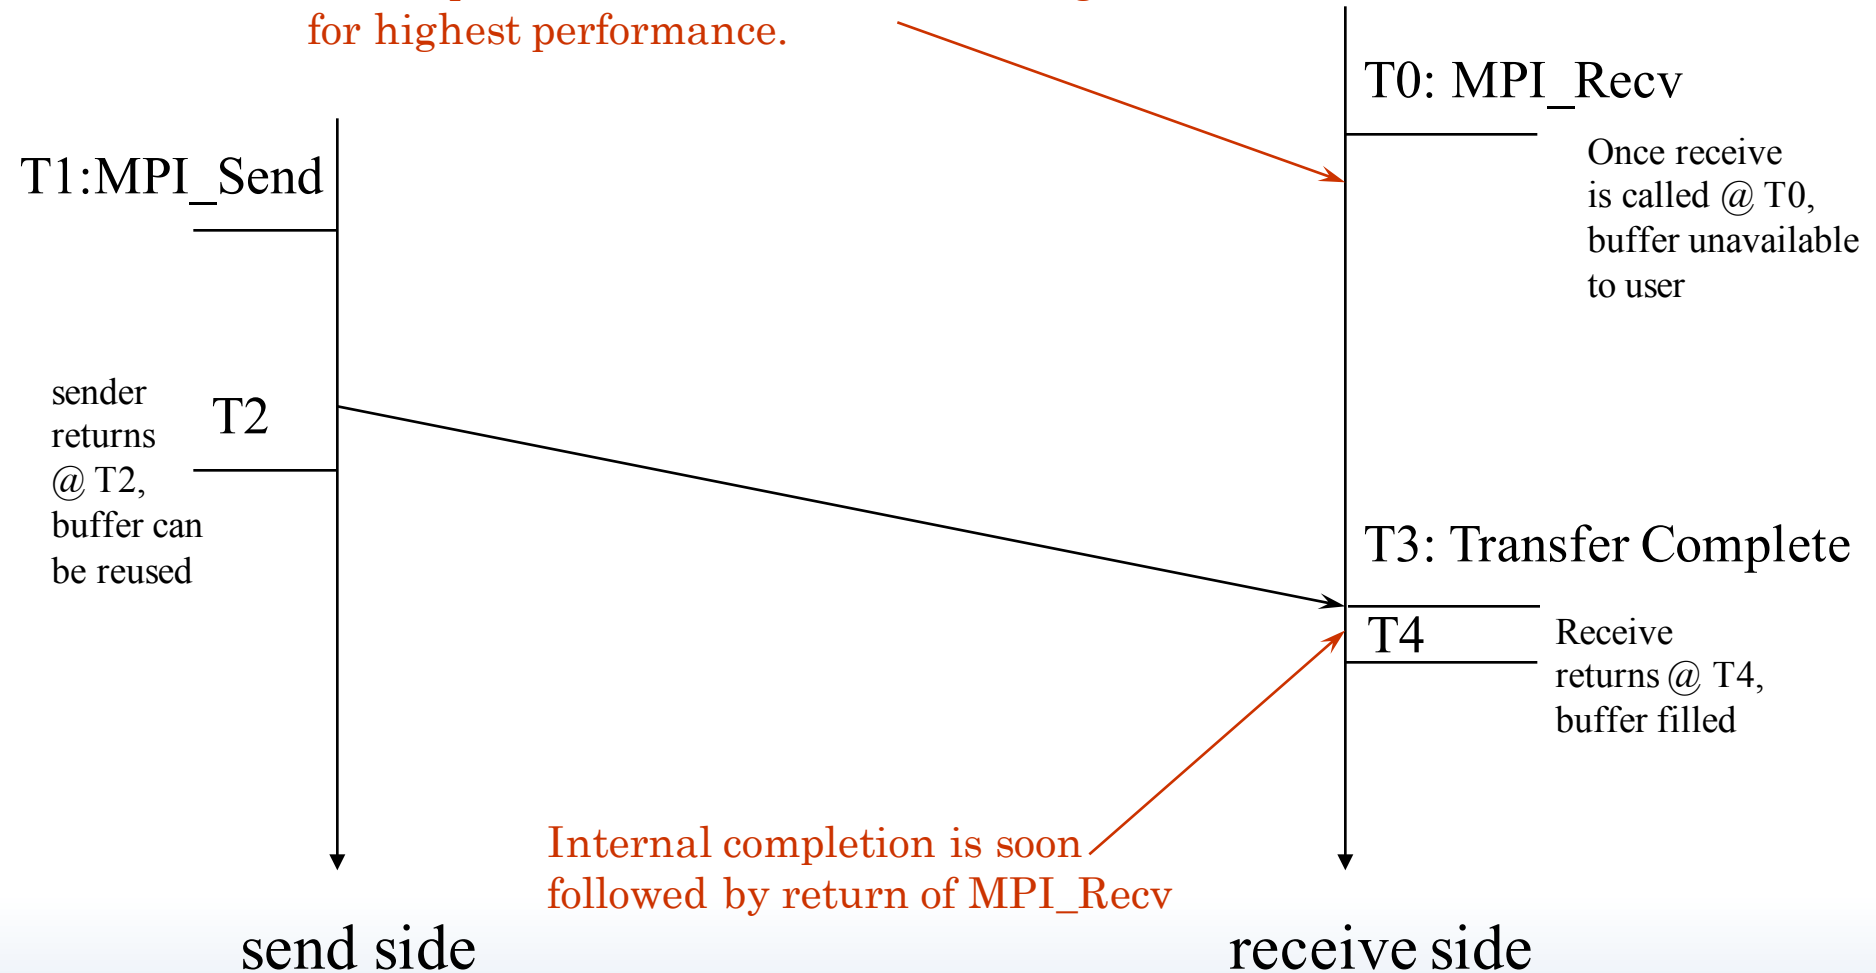 for highest performance.
T0: MPI_Recv
Once receive
is called @ T0,
buffer unavailable
to user
T1:MPI_Send
sender
returns
@ T2,
buffer can
be reused
T2
T3: Transfer Complete
T4
Receive
returns @ T4,
buffer filled
Internal completion is soon
followed by return of MPI_Recv
send side
receive side